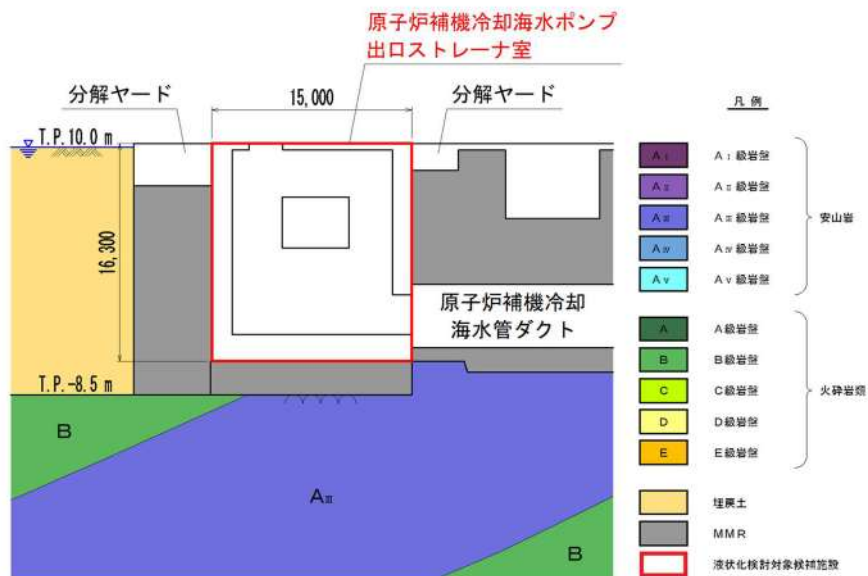 原子炉補機冷却海水ポンプ
出口ストレーナ室
分解ヤード
15,000
分解ヤード
T.P.10.0 m
16,300
原子炉補機冷却
海水管ダクト
T.P.-8.5 m
B
AⅢ
B
凡例
AⅠ AⅠ級岩盤
AⅡ AⅡ級岩盤
AⅢ AⅢ級岩盤
AⅣ AⅣ級岩盤
AⅤ AⅤ級岩盤
安山岩
A A級岩盤
B B級岩盤
C C級岩盤
D D級岩盤
E E級岩盤
火砕岩類
埋戻土
MMR
液状化検討対象候補施設